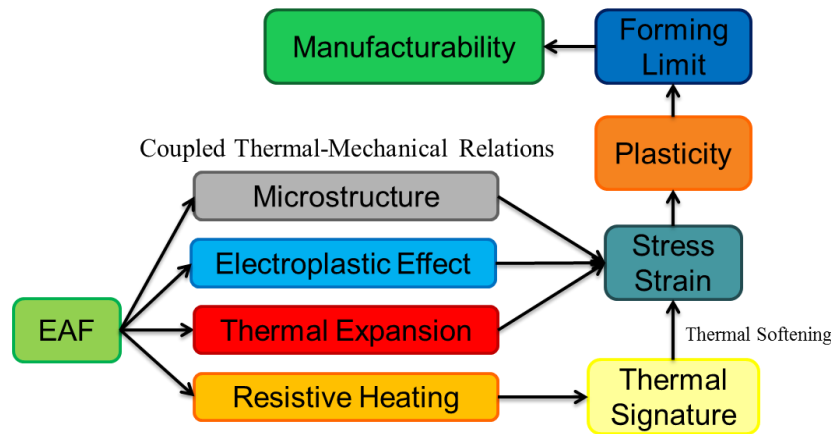 Manufacturability
Forming
Limit
Coupled Thermal-Mechanical Relations
Plasticity
Microstructure
Electroplastic Effect
Stress
Strain
EAF
Thermal Expansion
Thermal Softening
Resistive Heating
Thermal
Signature